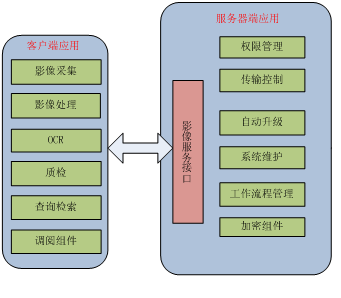 客户端应用
影像采集
影像处理
OCR
质检
查询检索
调阅组件
服务器端应用
影像服务接口
权限管理
传输控制
自动升级
系统维护
工作流程管理
加密组件